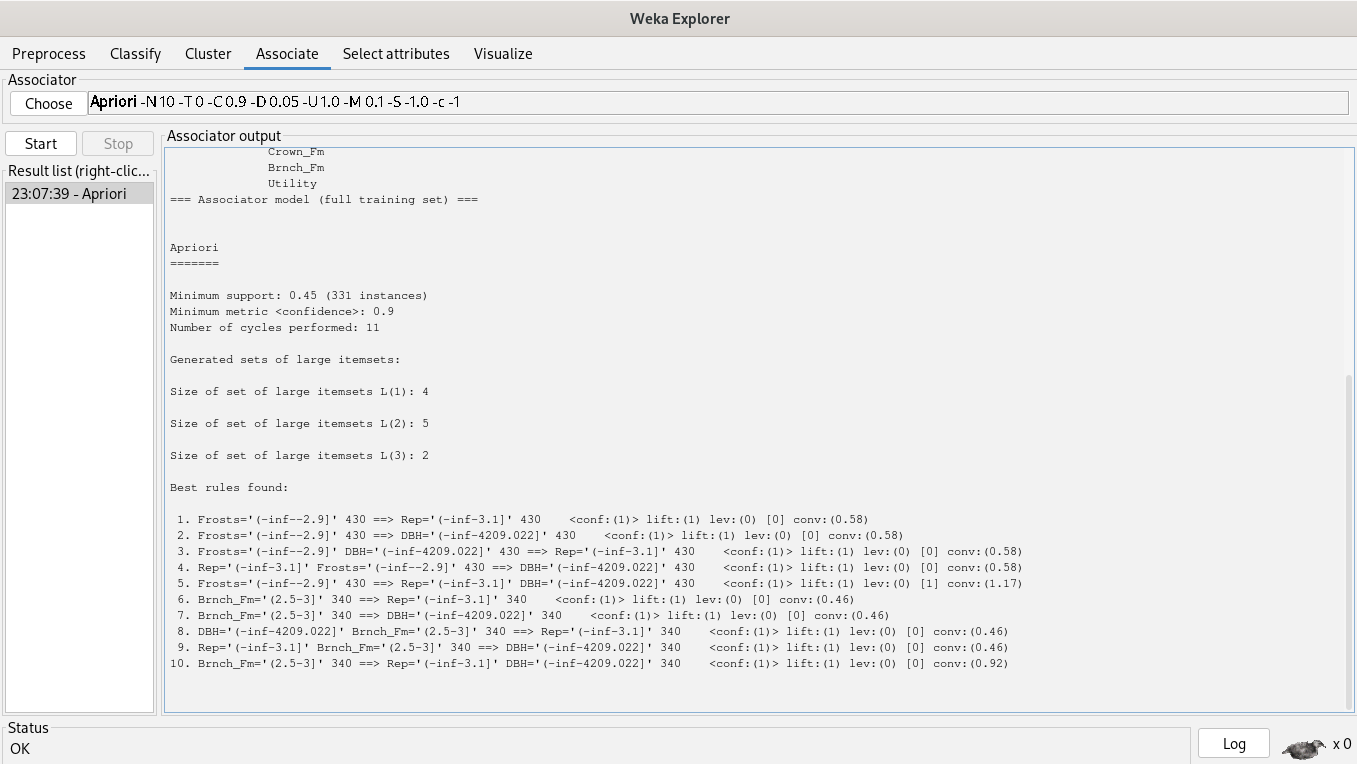 Weka Explorer
Preprocess Classify Cluster Associate Select attributes Visualize
Associator
Choose Apriori -N 10 -T 0 -C 0.9 -D 0.05 -U 1.0 -M 0.1 -S -1.0 -c -1
Start Stop
Result list (right-clic...
23:07:39 - Apriori
Associator output
Crown_Fm
Brnch_Fm
Utility
=== Associator model (full training set) ===
Apriori
=======
Minimum support: 0.45 (331 instances)
Minimum metric <confidence>: 0.9
Number of cycles performed: 11
Generated sets of large itemsets:
Size of set of large itemsets L(1): 4
Size of set of large itemsets L(2): 5
Size of set of large itemsets L(3): 2
Best rules found:
1. Frosts='(-inf--2.9]' 430 ==> Rep='(-inf-3.1]' 430    <conf:(1)> lift:(1) lev:(0) [0] conv:(0.58)
2. Frosts='(-inf--2.9]' 430 ==> DBH='(-inf-4209.022]' 430    <conf:(1)> lift:(1) lev:(0) [0] conv:(0.58)
3. Frosts='(-inf--2.9]' DBH='(-inf-4209.022]' 430 ==> Rep='(-inf-3.1]' 430    <conf:(1)> lift:(1) lev:(0) [0] conv:(0.58)
4. Rep='(-inf-3.1]' Frosts='(-inf--2.9]' 430 ==> DBH='(-inf-4209.022]' 430    <conf:(1)> lift:(1) lev:(0) [0] conv:(0.58)
5. Frosts='(-inf--2.9]' 430 ==> Rep='(-inf-3.1]' DBH='(-inf-4209.022]' 430    <conf:(1)> lift:(1) lev:(0) [1] conv:(1.17)
6. Brnch_Fm='(2.5-3]' 340 ==> Rep='(-inf-3.1]' 340    <conf:(1)> lift:(1) lev:(0) [0] conv:(0.46)
7. Brnch_Fm='(2.5-3]' 340 ==> DBH='(-inf-4209.022]' 340    <conf:(1)> lift:(1) lev:(0) [0] conv:(0.46)
8. DBH='(-inf-4209.022]' Brnch_Fm='(2.5-3]' 340 ==> Rep='(-inf-3.1]' 340    <conf:(1)> lift:(1) lev:(0) [0] conv:(0.46)
9. Rep='(-inf-3.1]' Brnch_Fm='(2.5-3]' 340 ==> DBH='(-inf-4209.022]' 340    <conf:(1)> lift:(1) lev:(0) [0] conv:(0.46)
10. Brnch_Fm='(2.5-3]' 340 ==> Rep='(-inf-3.1]' DBH='(-inf-4209.022]' 340    <conf:(1)> lift:(1) lev:(0) [0] conv:(0.92)
Status
OK
Log
x 0